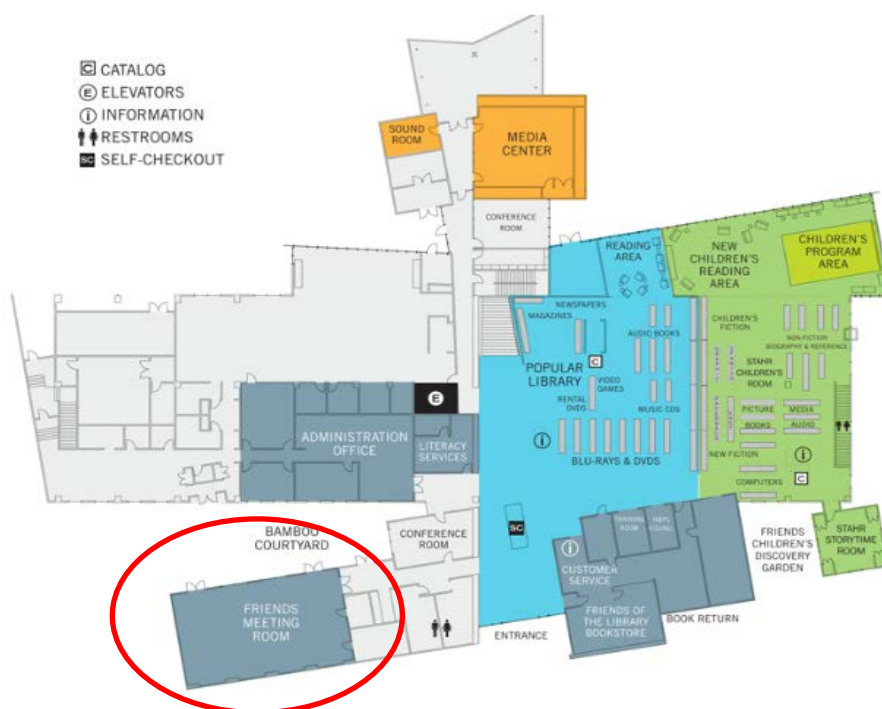 C CATALOG
E ELEVATORS
i INFORMATION
RESTROOMS
SC SELF-CHECKOUT
SOUND
ROOM
MEDIA
CENTER
CONFERENCE
ROOM
READING
AREA
NEW
CHILDREN'S
READING
AREA
CHILDREN'S
PROGRAM
AREA
NEWSPAPERS
MAGAZINES
AUDIO BOOKS
C
POPULAR
LIBRARY
VIDEO
GAMES
RENTAL
DVDS
MUSIC CDS
i
BLU-RAYS & DVDS
CHILDREN'S
FICTION
NON-FICTION
BIOGRAPHY & REFERENCE
STAHR
CHILDREN'S
ROOM
PICTURE
BOOKS
MEDIA
AUDIO
NEW FICTION
i
COMPUTERS
C
E
ADMINISTRATION
OFFICE
LITERACY
SERVICES
BAMBOO
COURTYARD
CONFERENCE
ROOM
SC
FRIENDS
MEETING
ROOM
i
CUSTOMER
SERVICE
ROOM
FRIENDS OF
THE LIBRARY
BOOKSTORE
ENTRANCE
BOOK RETURN
FRIENDS
CHILDREN'S
DISCOVERY
GARDEN
STAHR
STORYTIME
ROOM